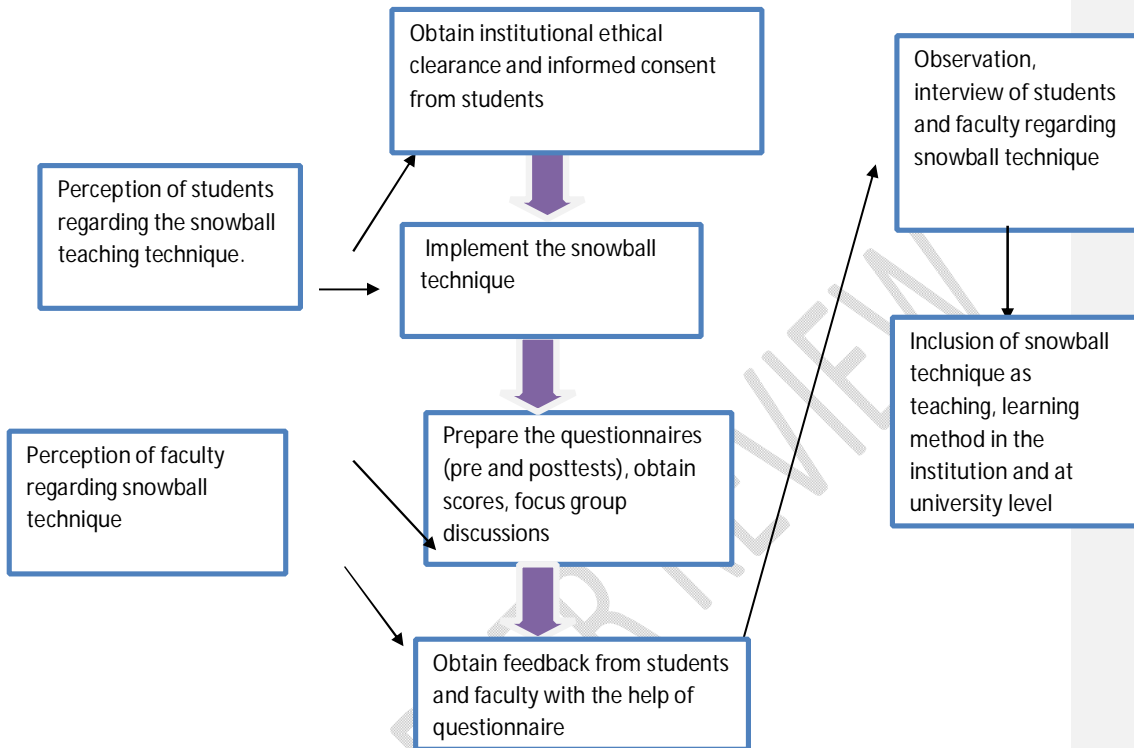 Perception of students
regarding the snowball
teaching technique.
Perception of faculty
regarding snowball
technique
Obtain institutional ethical
clearance and informed consent
from students
Implement the snowball
technique
Prepare the questionnaires
(pre and posttests), obtain
scores, focus group
discussions
Obtain feedback from students
and faculty with the help of
questionnaire
Observation,
interview of students
and faculty regarding
snowball technique
Inclusion of snowball
technique as
teaching, learning
method in the
institution and at
university level
ER REVIEW